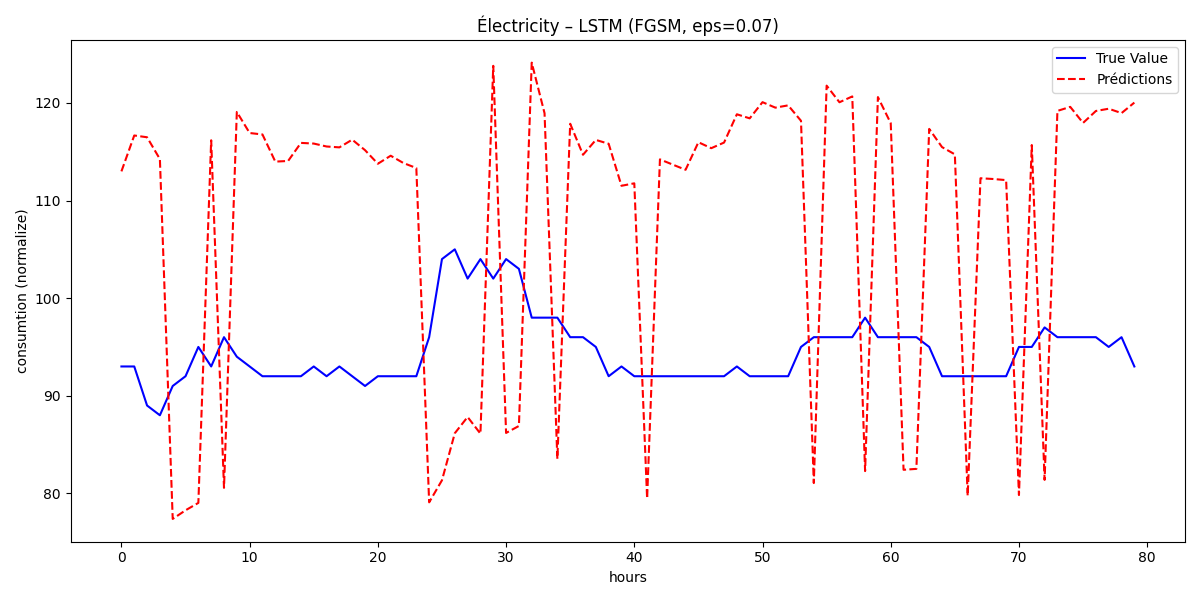 Électricity – LSTM (FGSM, eps=0.07)
True Value
Prédictions
consumtion (normalize)
120
110
100
90
80
0 10 20 30 40 50 60 70 80
hours